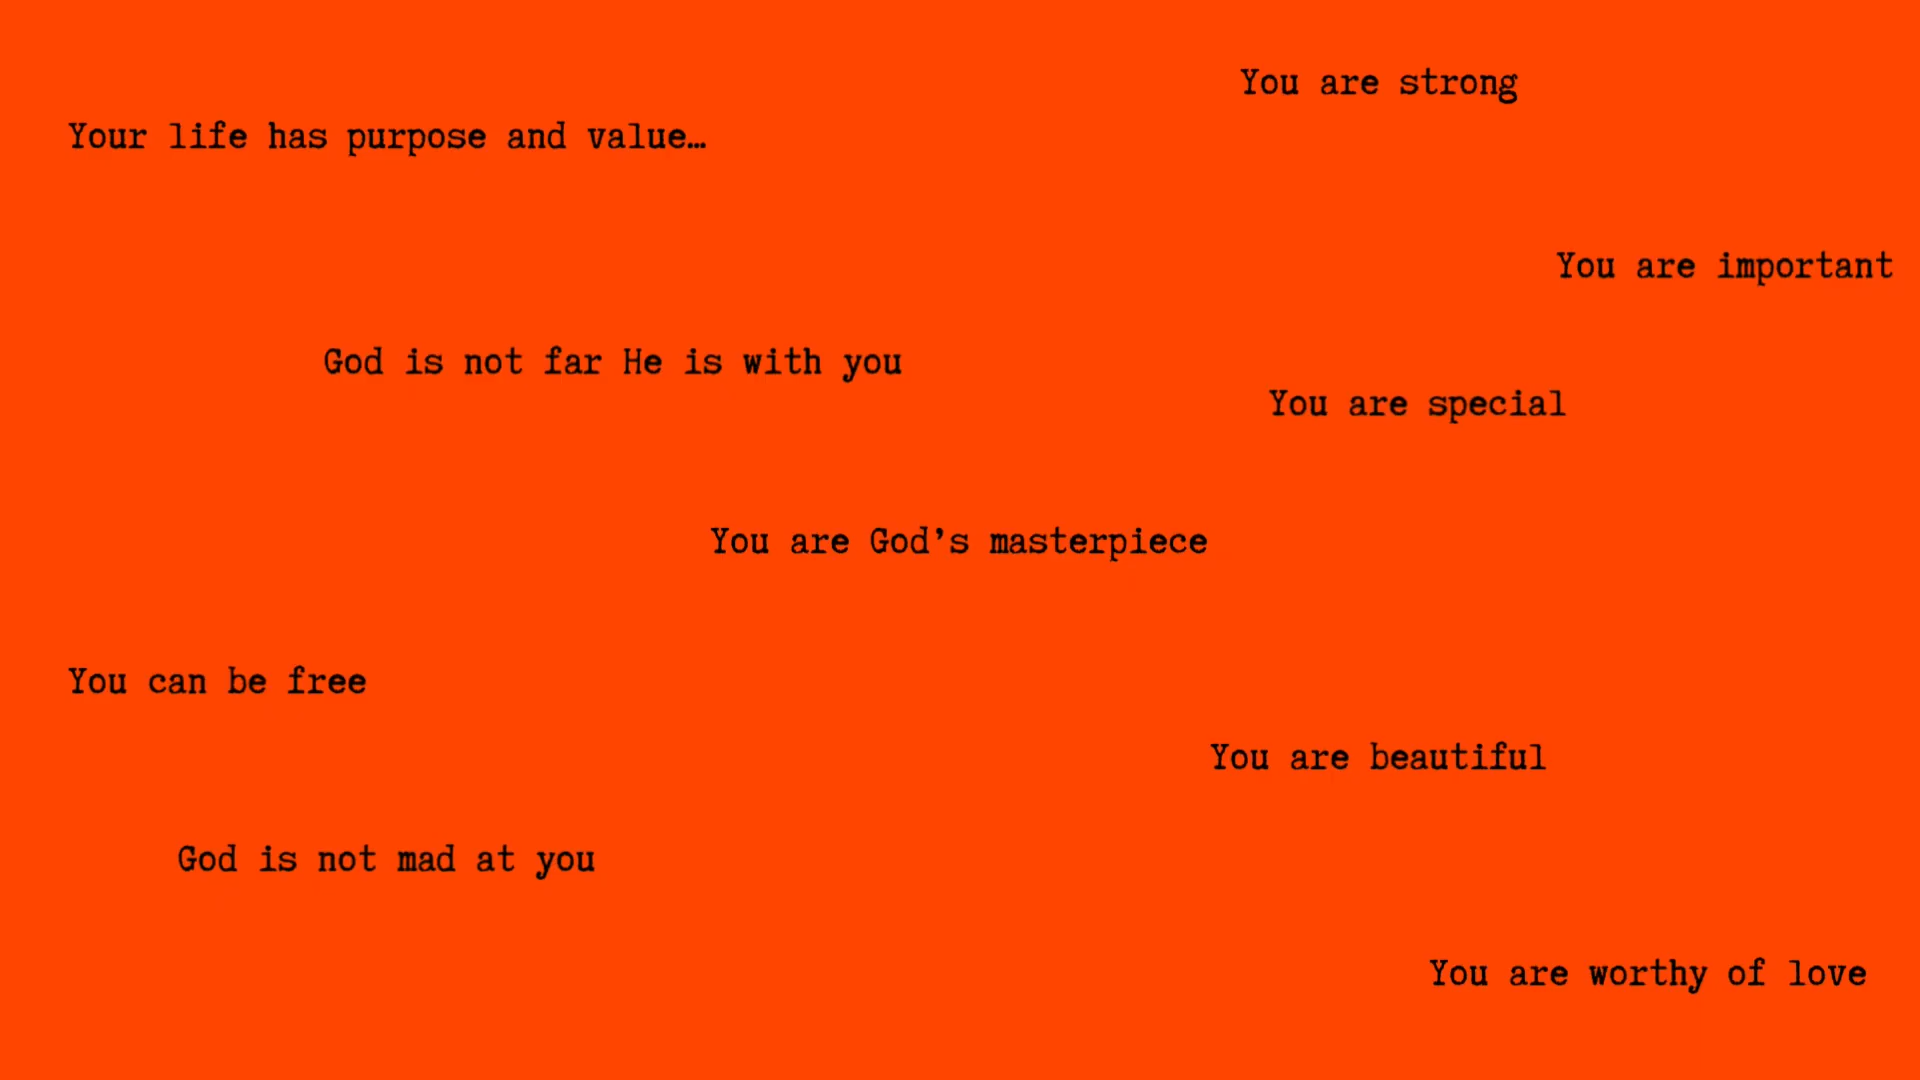 You are strong
Your life has purpose and value…
You are important
God is not far He is with you
You are special
You are God’s masterpiece
You can be free
You are beautiful
God is not mad at you
You are worthy of love